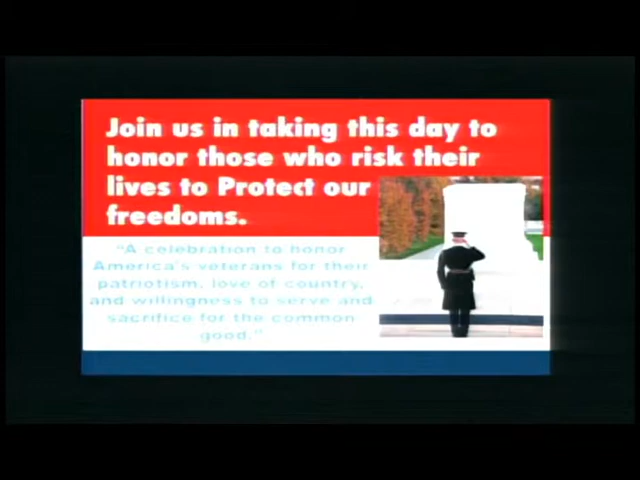 Join us in taking this day to
honor those who risk their
lives to Protect our
freedoms.
"A celebration to honor
America's veterans for their
patriotism, love of country,
and willingness to serve and
sacrifice for the common
good."